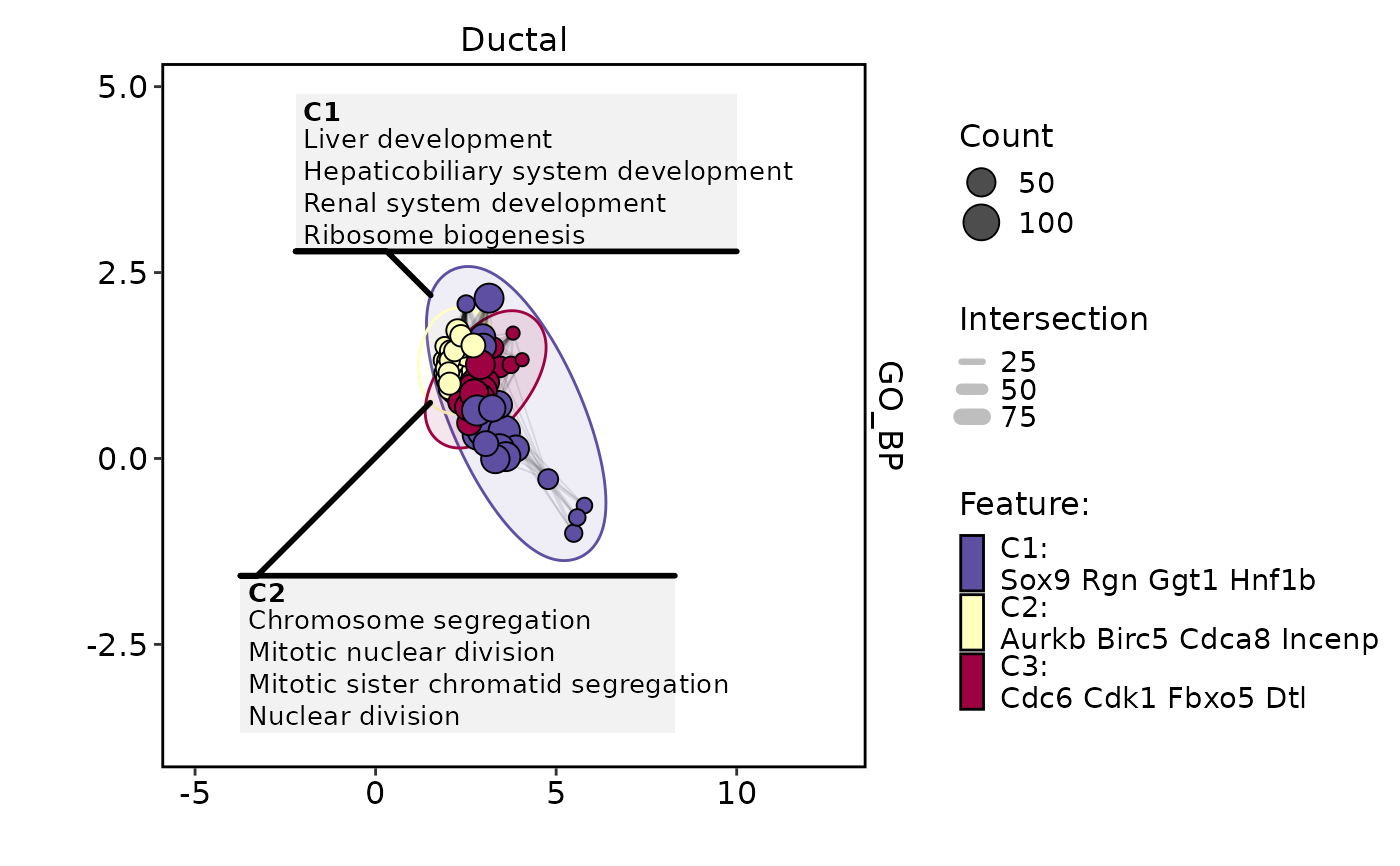 Ductal
5.0
2.5
0.0
-2.5
-5
0
5
10
GO_BP
C1
Liver development
Hepaticobiliary system development
Renal system development
Ribosome biogenesis
C2
Chromosome segregation
Mitotic nuclear division
Mitotic sister chromatid segregation
Nuclear division
Count
50
100
Intersection
25
50
75
Feature:
C1:
Sox9 Rgn Ggt1 Hnf1b
C2:
Aurkb Birc5 Cdca8 Incenp
C3:
Cdc6 Cdk1 Fbxo5 Dtl